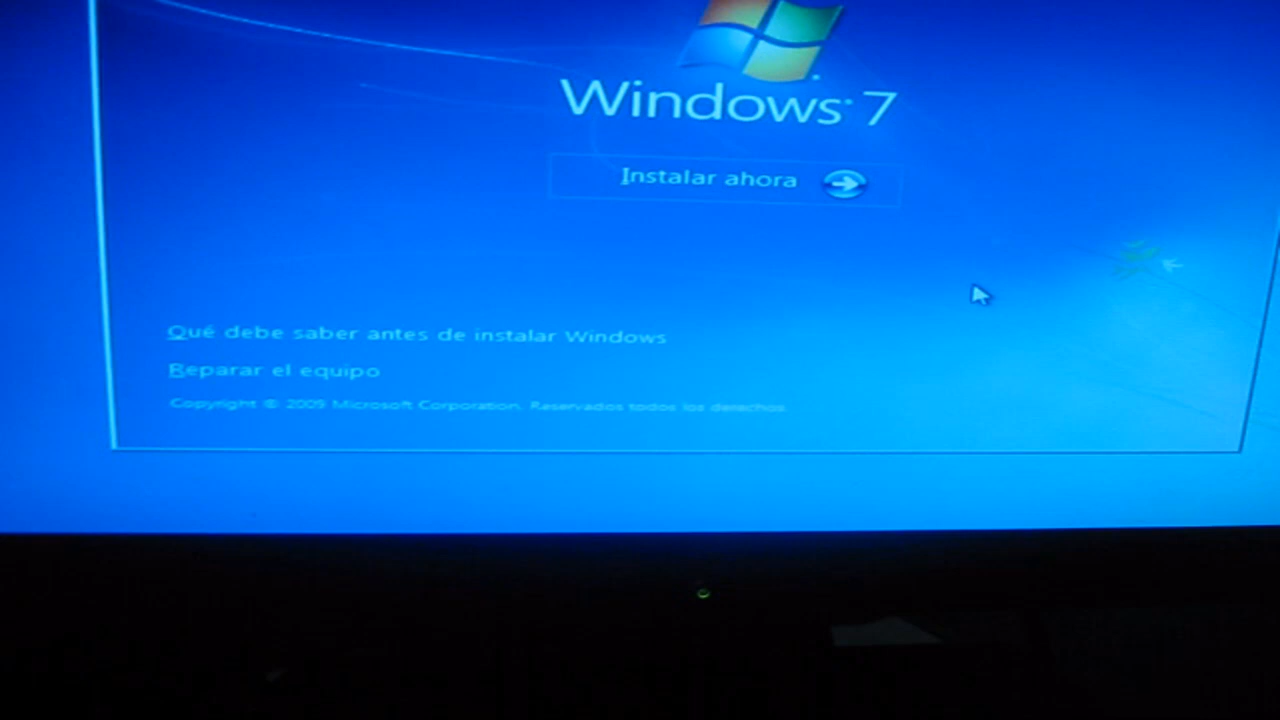 Windows 7
Instalar ahora
Qué debe saber antes de instalar Windows
Reparar el equipo
Copyright © 2009 Microsoft Corporation. Reservados todos los derechos.